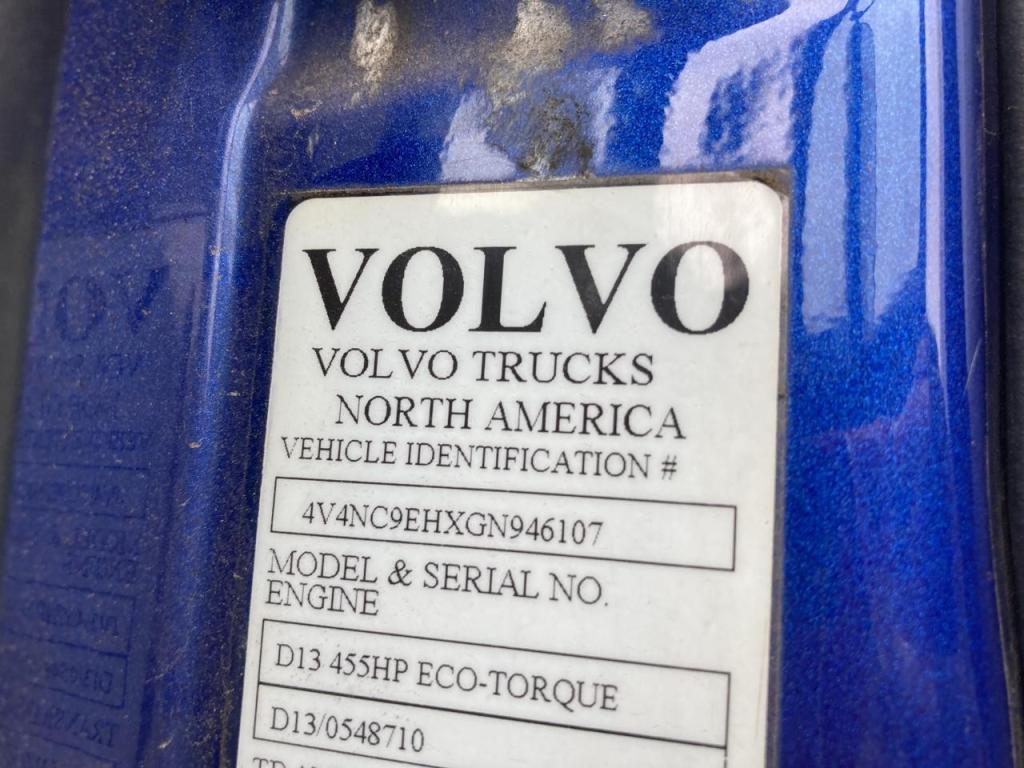 VOLVO
VOLVO TRUCKS
NORTH AMERICA
VEHICLE IDENTIFICATION #
4V4NC9EHXGN946107
MODEL & SERIAL NO.
ENGINE
D13 455HP ECO-TORQUE
D13/0548710